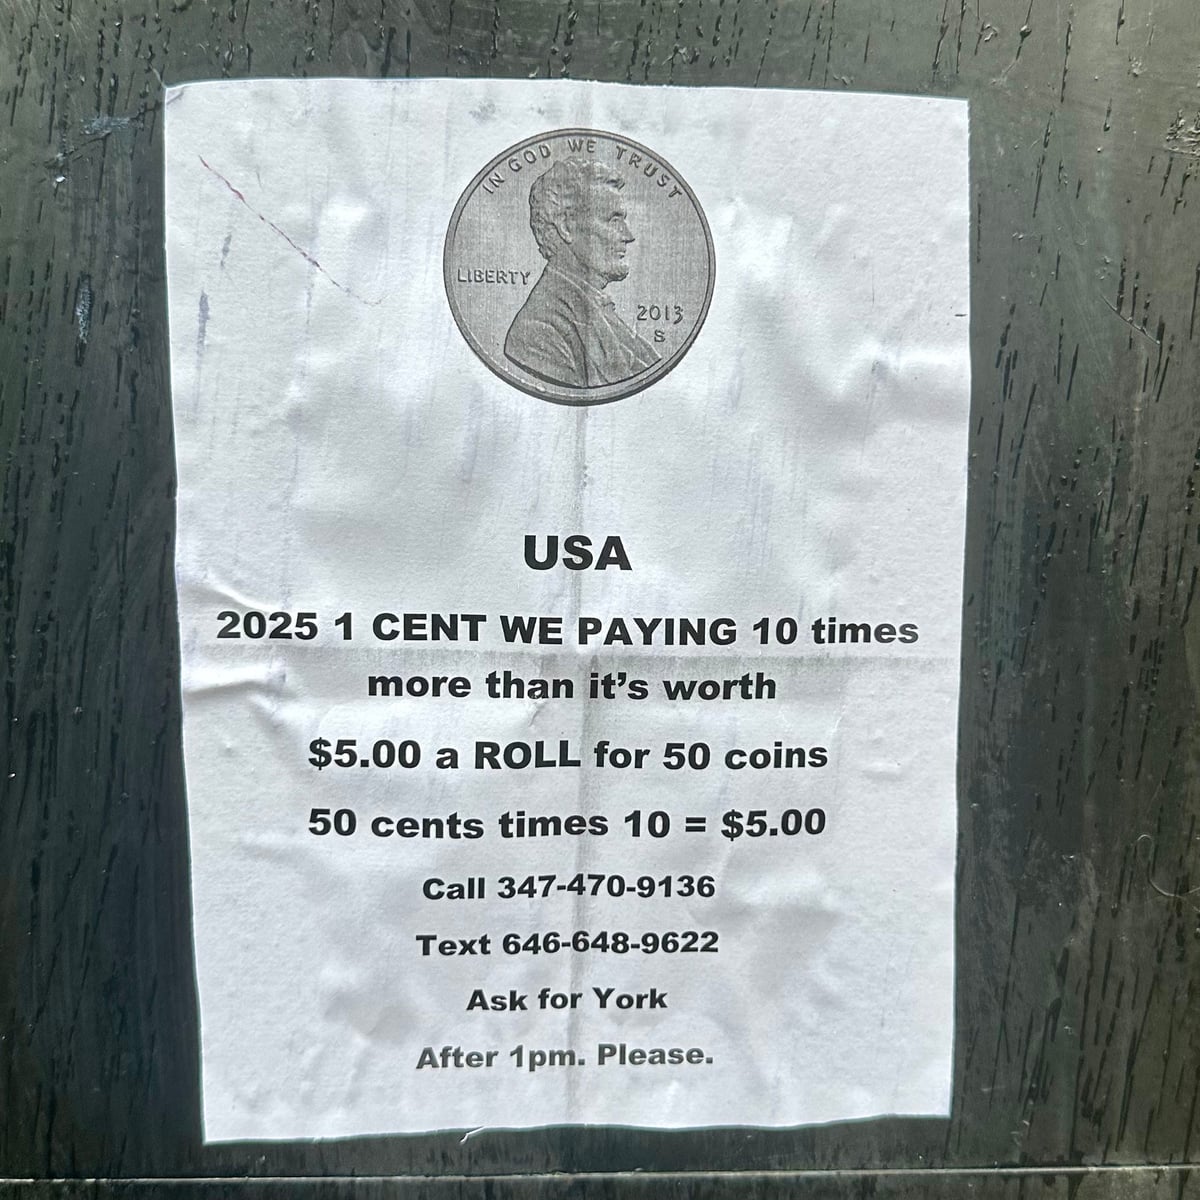 IN GOD WE TRUST
LIBERTY
2013
S
USA
2025 1 CENT WE PAYING 10 times
more than it's worth
$5.00 a ROLL for 50 coins
50 cents times 10 = $5.00
Call 347-470-9136
Text 646-648-9622
Ask for York
After 1pm. Please.